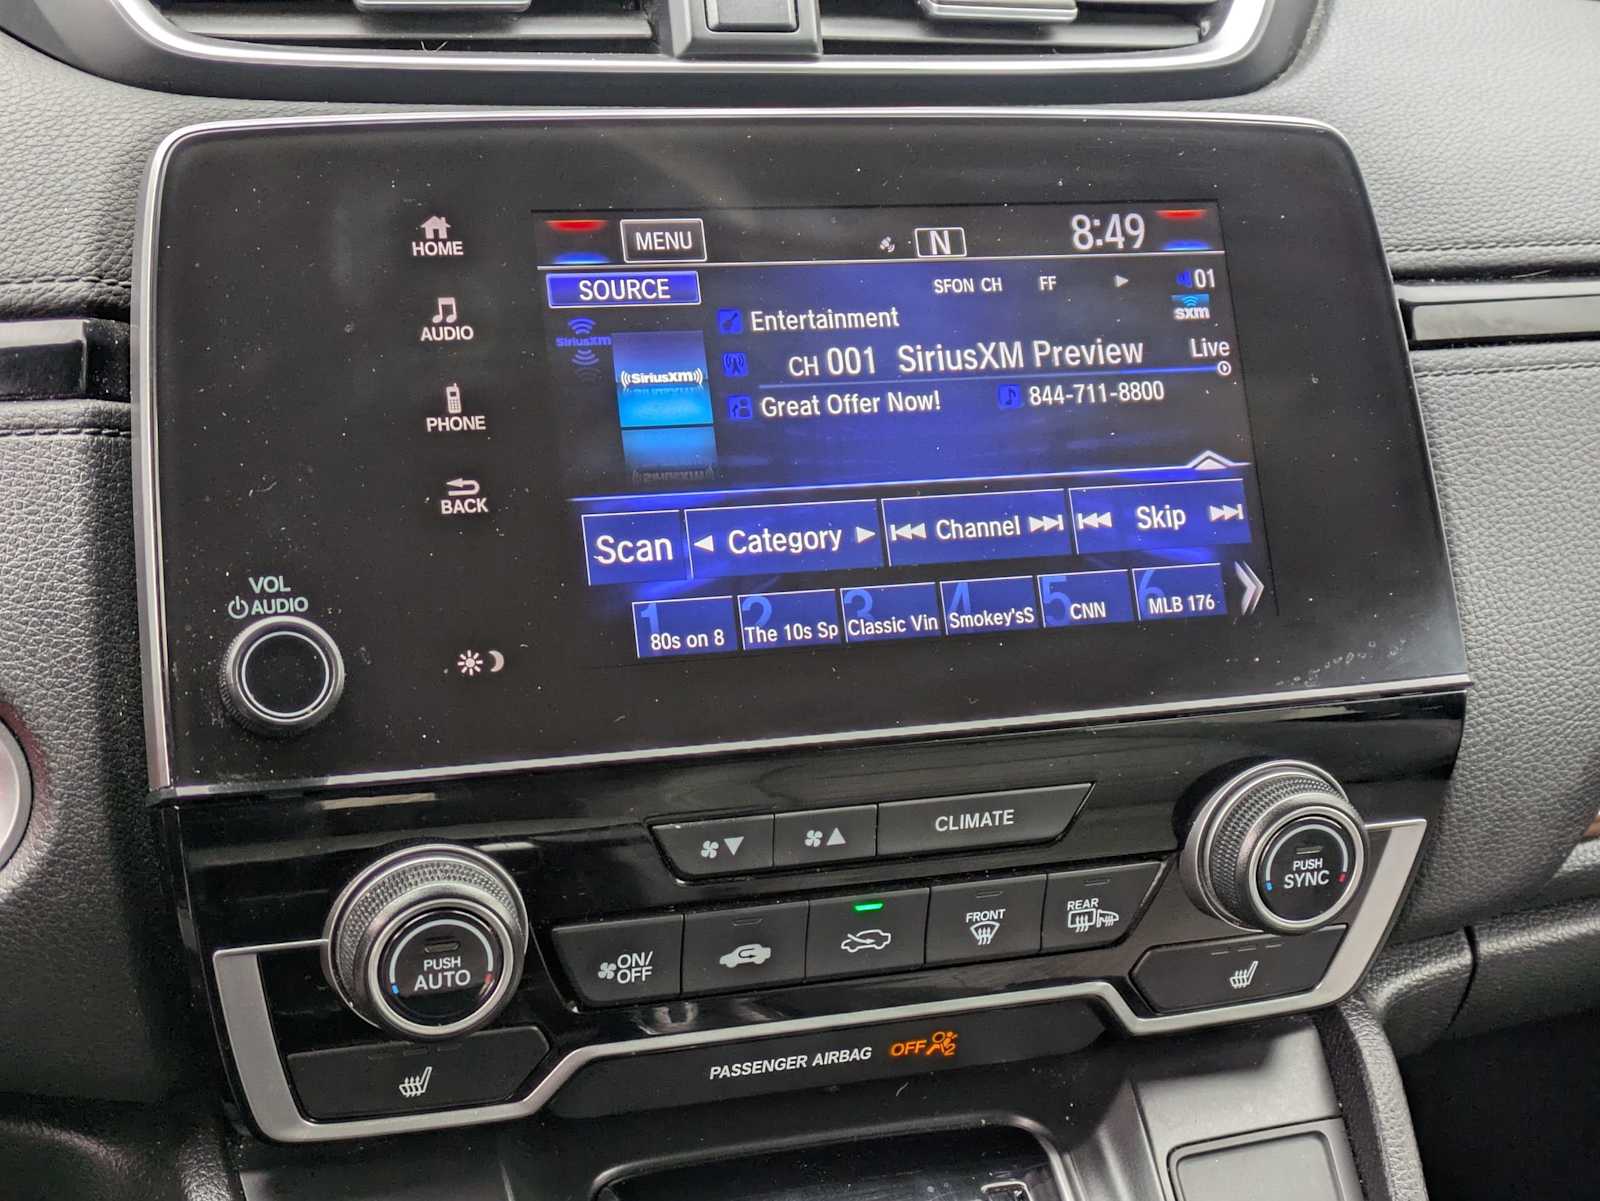 HOME
AUDIO
PHONE
BACK
VOL
AUDIO
MENU
N
8:49
SOURCE
SFON CH FF
01
sxm
SiriusXM
((SiriusXM))
Entertainment
CH 001 SiriusXM Preview
Live
Great Offer Now!
844-711-8800
Scan
Category
Channel
Skip
1 80s on 8
2 The 10s Sp
3 Classic Vin
4 Smokey'sS
5 CNN
6 MLB 176
CLIMATE
PUSH
AUTO
ON/
OFF
FRONT
REAR
PUSH
SYNC
PASSENGER AIRBAG OFF 2